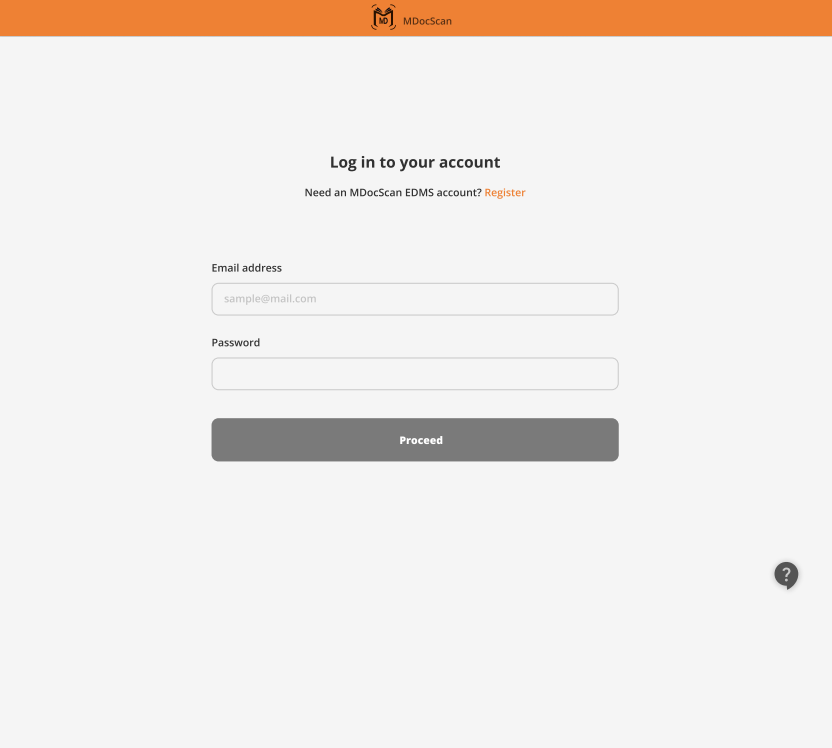 MD
MDocScan
Log in to your account
Need an MDocScan EDMS account? Register
Email address
sample@mail.com
Password
Proceed
?